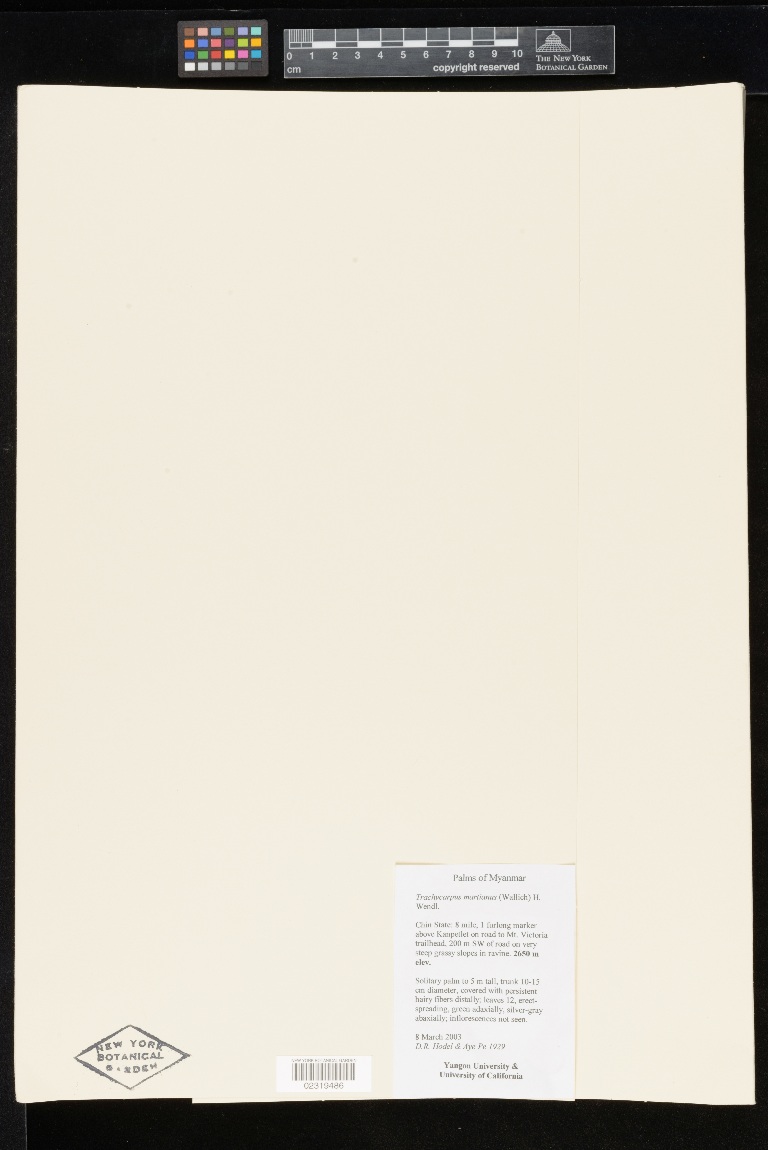 0 1 2 3 4 5 6 7 8 9 10
cm
copyright reserved
THE NEW YORK
BOTANICAL GARDEN
Palms of Myanmar
Trachycarpus martianus (Wallich) H.
Wendl.
Chin State: 8 mile, 1 furlong marker
above Kanpetlet on road to Mt. Victoria
trailhead, 200 m SW of road on very
steep grassy slopes in ravine. 2650 m
elev.
Solitary palm to 5 m tall, trunk 10-15
cm diameter, covered with persistent
hairy fibers distally; leaves 12, erect-
spreading, green adaxially, silver-gray
abaxially; inflorescences not seen.
8 March 2003
D.R. Hodel & Aye Pe 1929
Yangon University &
University of California
NEW YORK BOTANICAL GARDEN
02319486
NEW YORK
BOTANICAL